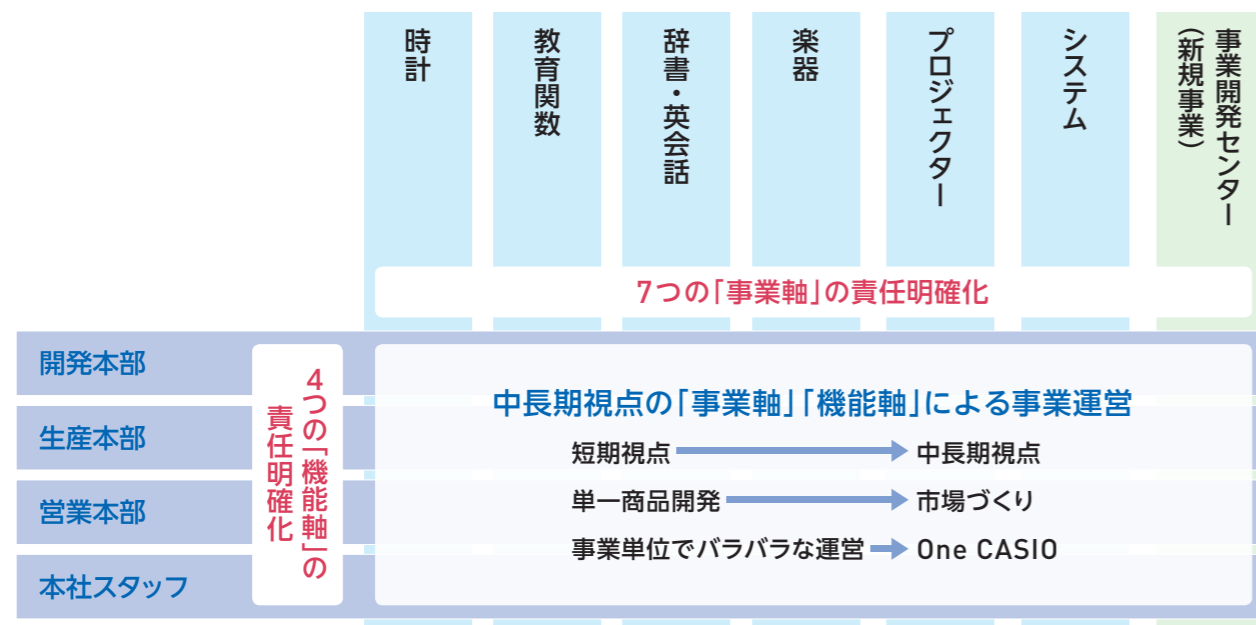 時計
教育関数
辞書・英会話
楽器
プロジェクター
システム
事業開発センター
（新規事業）
7つの「事業軸」の責任明確化
開発本部
生産本部
営業本部
本社スタッフ
4つの「機能軸」の
責任明確化
中長期視点の「事業軸」「機能軸」による事業運営
短期視点 → 中長期視点
単一商品開発 → 市場づくり
事業単位でバラバラな運営 → One CASIO